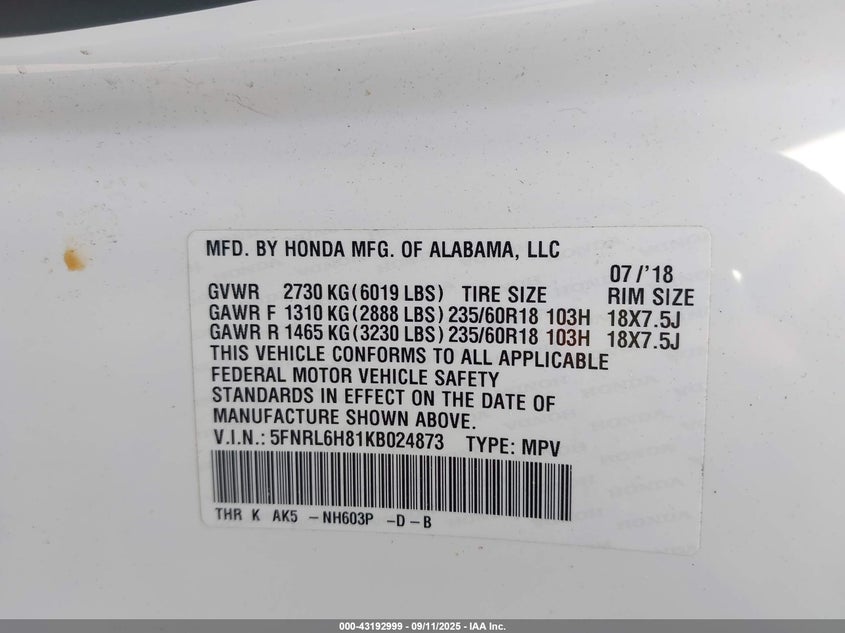 MFD. BY HONDA MFG. OF ALABAMA, LLC
07/'18
GVWR 2730 KG(6019 LBS) TIRE SIZE RIM SIZE
GAWR F 1310 KG(2888 LBS) 235/60R18 103H 18X7.5J
GAWR R 1465 KG(3230 LBS) 235/60R18 103H 18X7.5J
THIS VEHICLE CONFORMS TO ALL APPLICABLE
FEDERAL MOTOR VEHICLE SAFETY
STANDARDS IN EFFECT ON THE DATE OF
MANUFACTURE SHOWN ABOVE.
V.I.N.: 5FNRL6H81KB024873 TYPE: MPV
THR K AK5 -NH603P -D-B
000-43192999 - 09/11/2025 - IAA Inc.